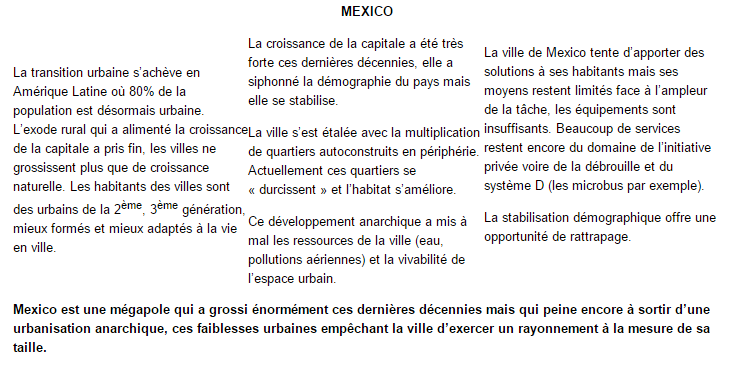 MEXICO
La transition urbaine s’achève en
Amérique Latine où 80% de la
population est désormais urbaine.
L’exode rural qui a alimenté la croissance
de la capitale a pris fin, les villes ne
grossissent plus que de croissance
naturelle. Les habitants des villes sont
des urbains de la 2ème, 3ème génération,
mieux formés et mieux adaptés à la vie
en ville.
La croissance de la capitale a été très
forte ces dernières décennies, elle a
siphonné la démographie du pays mais
elle se stabilise.
La ville s’est étalée avec la multiplication
de quartiers autoconstruits en périphérie.
Actuellement ces quartiers se
« durcissent » et l’habitat s’améliore.
Ce développement anarchique a mis à
mal les ressources de la ville (eau,
pollutions aériennes) et la vivabilité de
l’espace urbain.
La ville de Mexico tente d’apporter des
solutions à ses habitants mais ses
moyens restent limités face à l’ampleur
de la tâche, les équipements sont
insuffisants. Beaucoup de services
restent encore du domaine de l’initiative
privée voire de la débrouille et du
système D (les microbus par exemple).
La stabilisation démographique offre une
opportunité de rattrapage.
Mexico est une mégapole qui a grossi énormément ces dernières décennies mais qui peine encore à sortir d’une
urbanisation anarchique, ces faiblesses urbaines empêchant la ville d’exercer un rayonnement à la mesure de sa
taille.